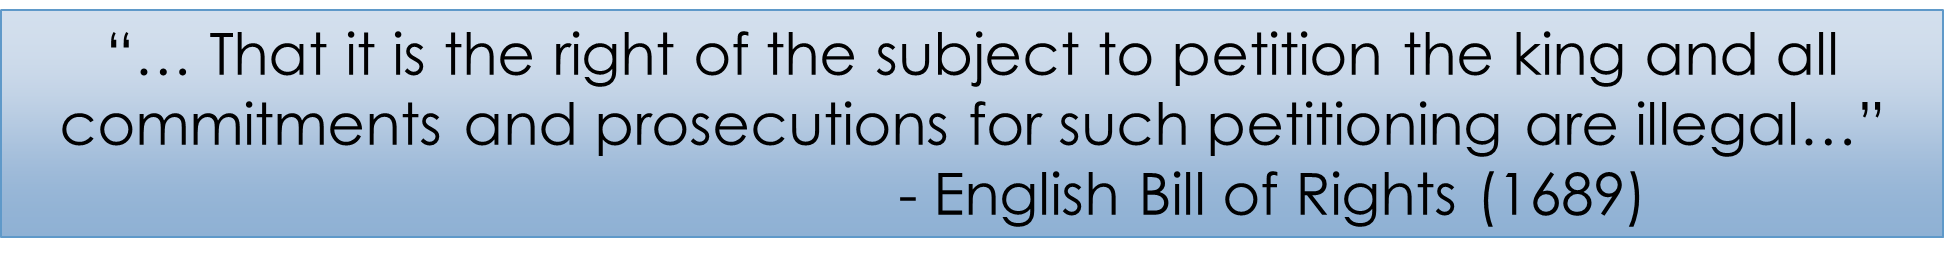 “… That it is the right of the subject to petition the king and all
commitments and prosecutions for such petitioning are illegal…”
- English Bill of Rights (1689)